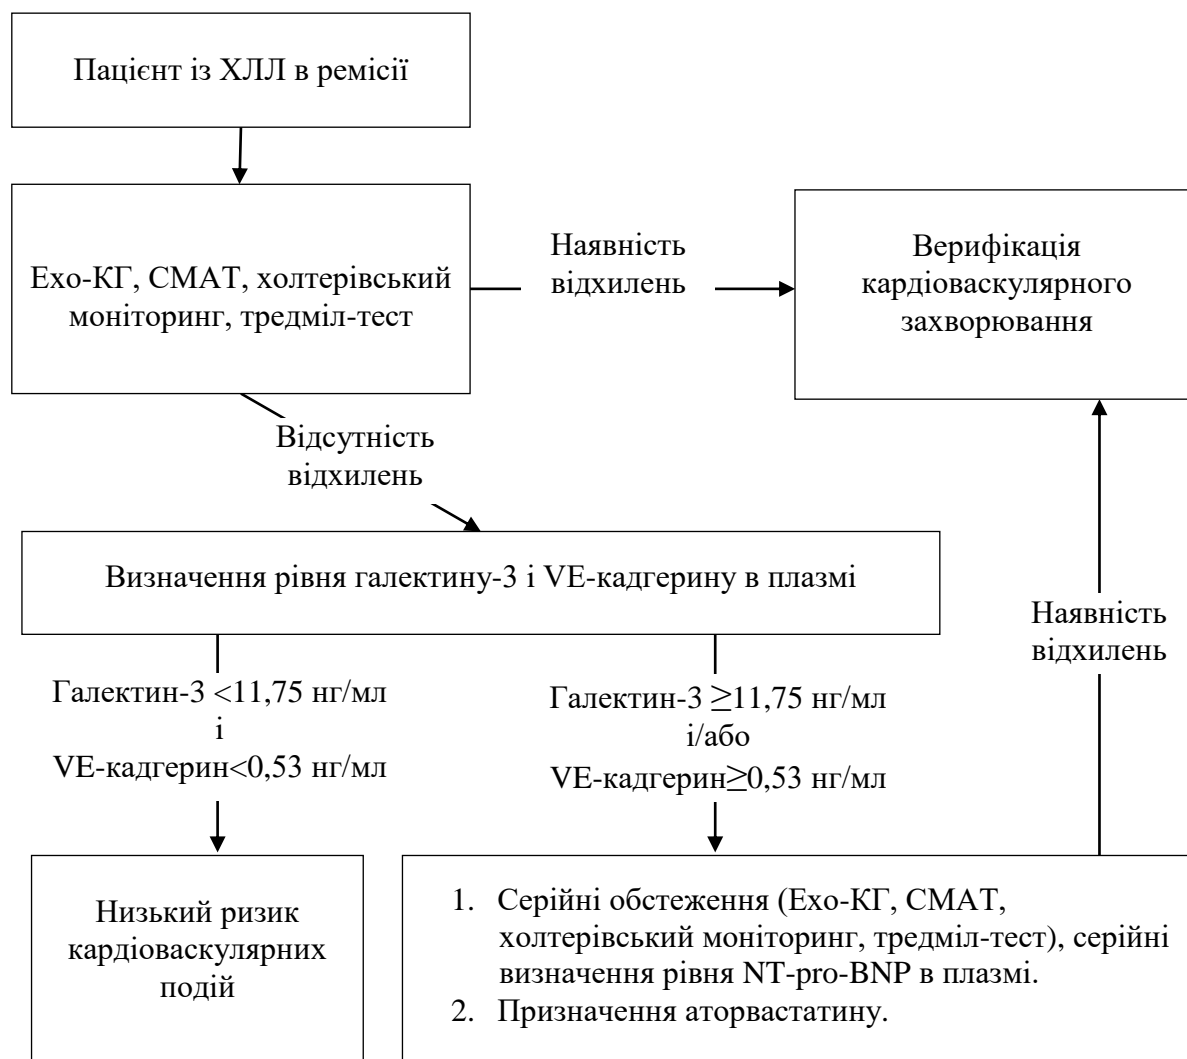 Пацієнт із ХЛЛ в ремісії
Ехо-КГ, СМАТ, холтерівський
моніторинг, тредміл-тест
Наявність
відхилень
Верифікація
кардіоваскулярного
захворювання
Відсутність
відхилень
Визначення рівня галектину-3 і VE-кадгерину в плазмі
Наявність
відхилень
Галектин-3 <11,75 нг/мл
і
VE-кадгерин<0,53 нг/мл
Галектин-3 ≥11,75 нг/мл
і/або
VE-кадгерин≥0,53 нг/мл
Низький ризик
кардіоваскулярних
подій
1. Серійні обстеження (Ехо-КГ, СМАТ,
холтерівський моніторинг, тредміл-тест), серійні
визначення рівня NT-pro-BNP в плазмі.
2. Призначення аторвастатину.